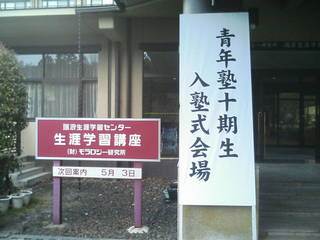 瑞浪生涯学習センター
生涯学習講座
(財)モラロジー研究所
次回案内 5月 3日
青年塾十期生
入塾式会場